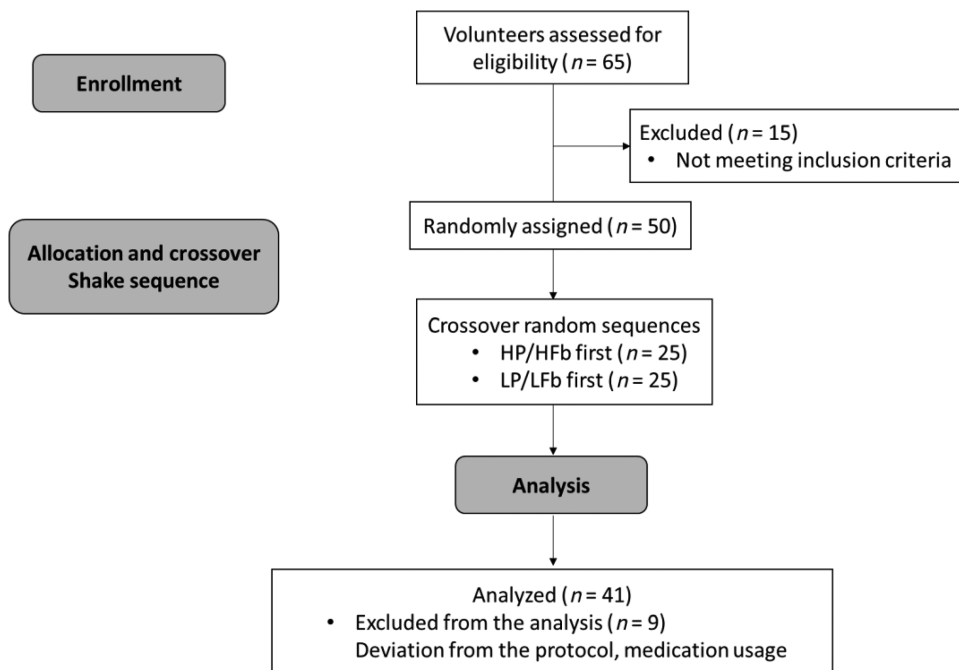 Volunteers assessed for
eligibility (n = 65)
Enrollment
Excluded (n = 15)
• Not meeting inclusion criteria
Randomly assigned (n = 50)
Allocation and crossover
Shake sequence
Crossover random sequences
• HP/HFb first (n = 25)
• LP/LFb first (n = 25)
Analysis
Analyzed (n = 41)
• Excluded from the analysis (n = 9)
Deviation from the protocol, medication usage